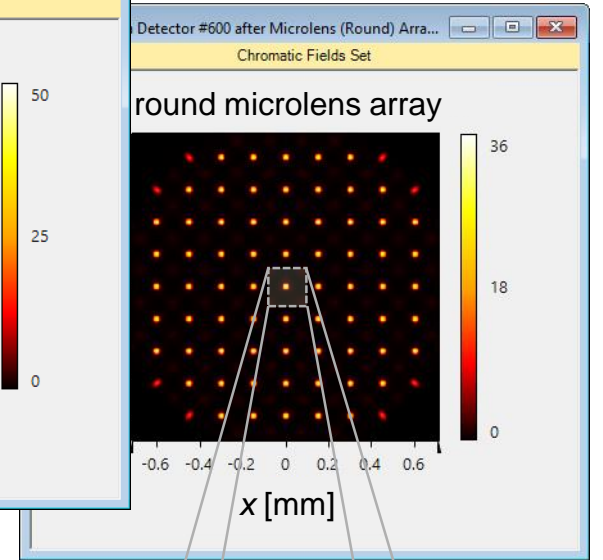 Detector #600 after Microlens (Round) Arra...
Chromatic Fields Set
round microlens array
50
25
0
36
18
0
-0.6 -0.4 -0.2 0 0.2 0.4 0.6
x [mm]